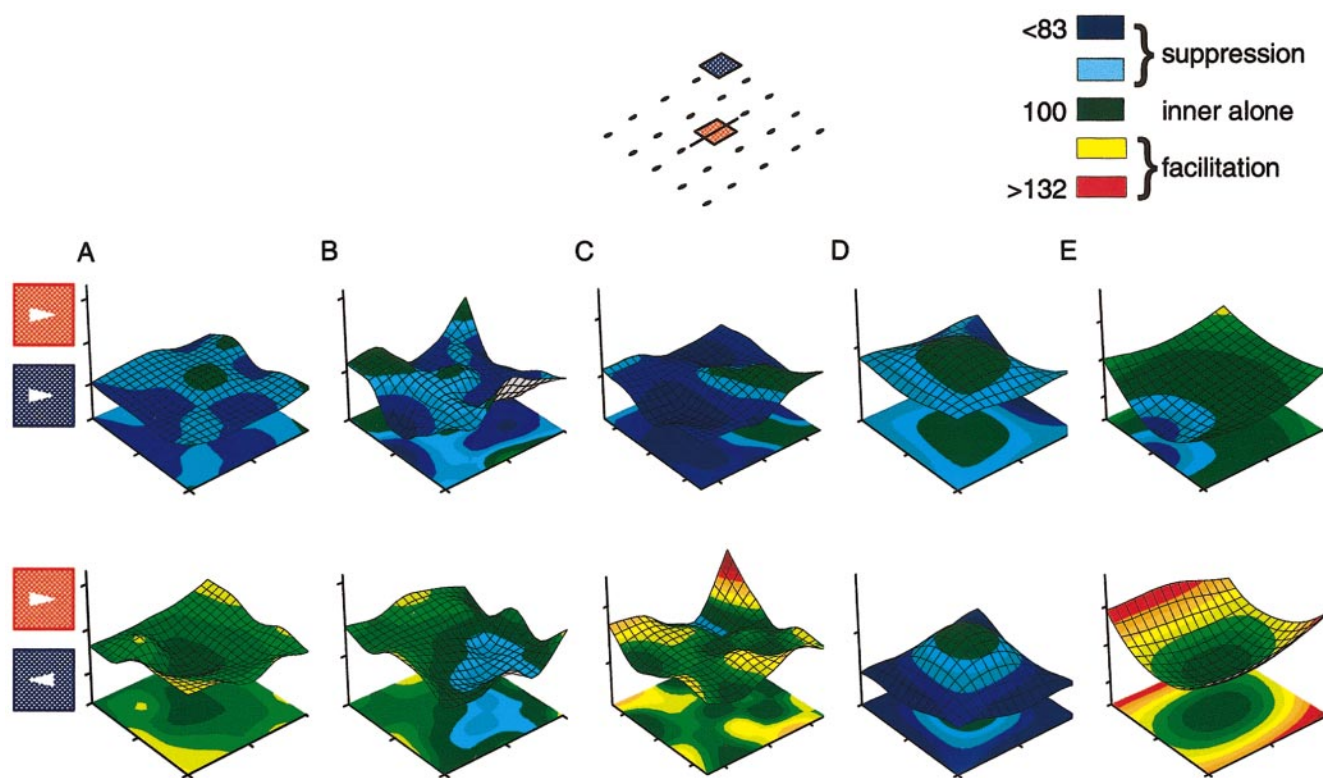 <83
suppression
100 inner alone
facilitation
>132
A B C D E